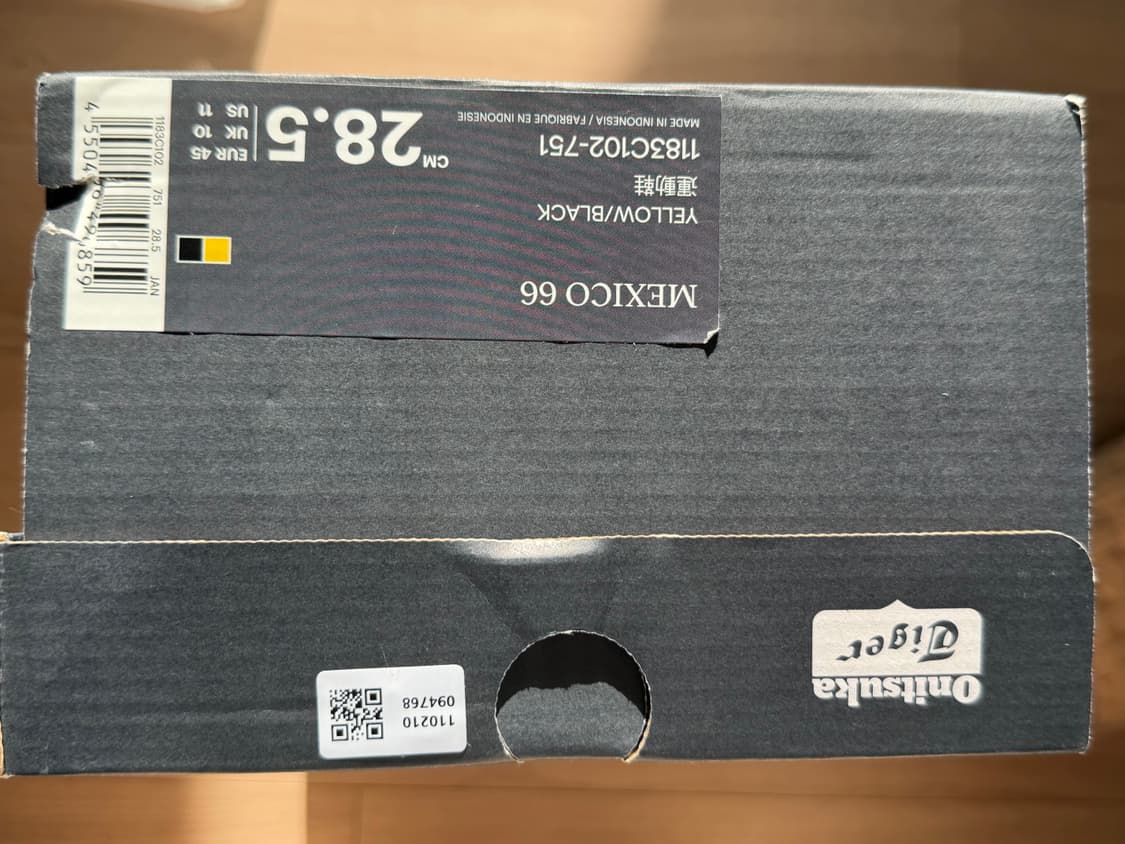 MEXICO 66
YELLOW/BLACK
運動鞋
1183C102-751
MADE IN INDONESIA / FABRIQUE EN INDONESIE
CM 28.5
EUR 45
UK 10
US 11
1183C102 751 28.5 JAN
Onitsuka
Tiger
110210
094768